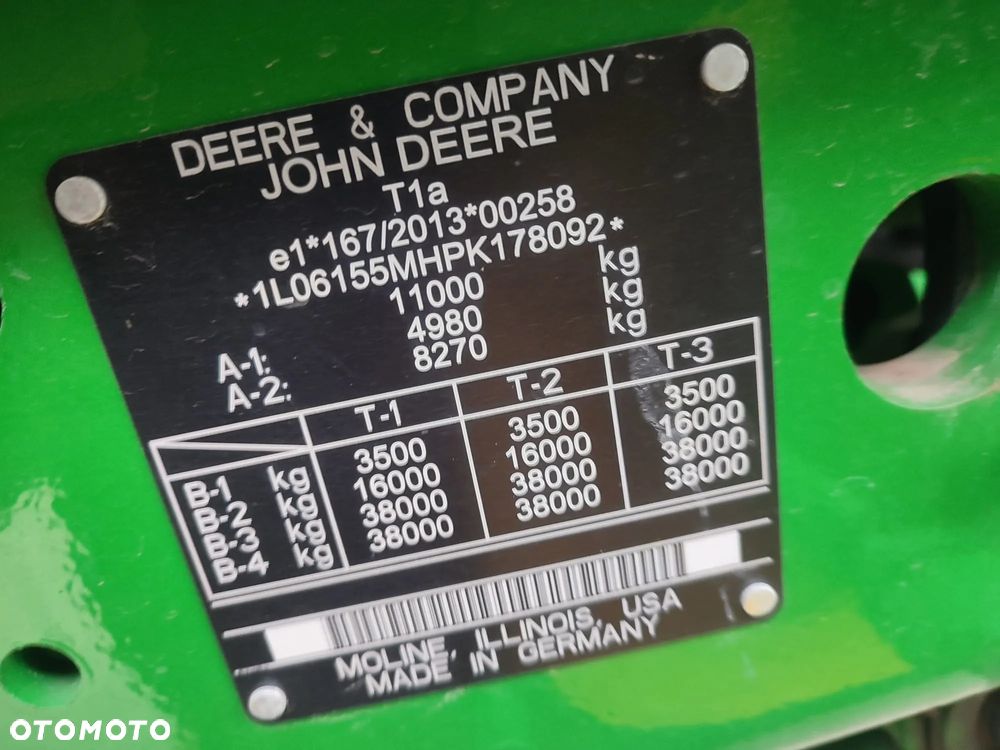 DEERE & COMPANY
JOHN DEERE
T1a
e1*167/2013*00258
*1L06155MHPK178092*
11000 kg
A-1: 4980 kg
A-2: 8270 kg
T-1 T-2 T-3
B-1 kg 3500 3500 3500
B-2 kg 16000 16000 16000
B-3 kg 38000 38000 38000
B-4 kg 38000 38000 38000
MOLINE, ILLINOIS, USA
MADE IN GERMANY
OTOMOTO